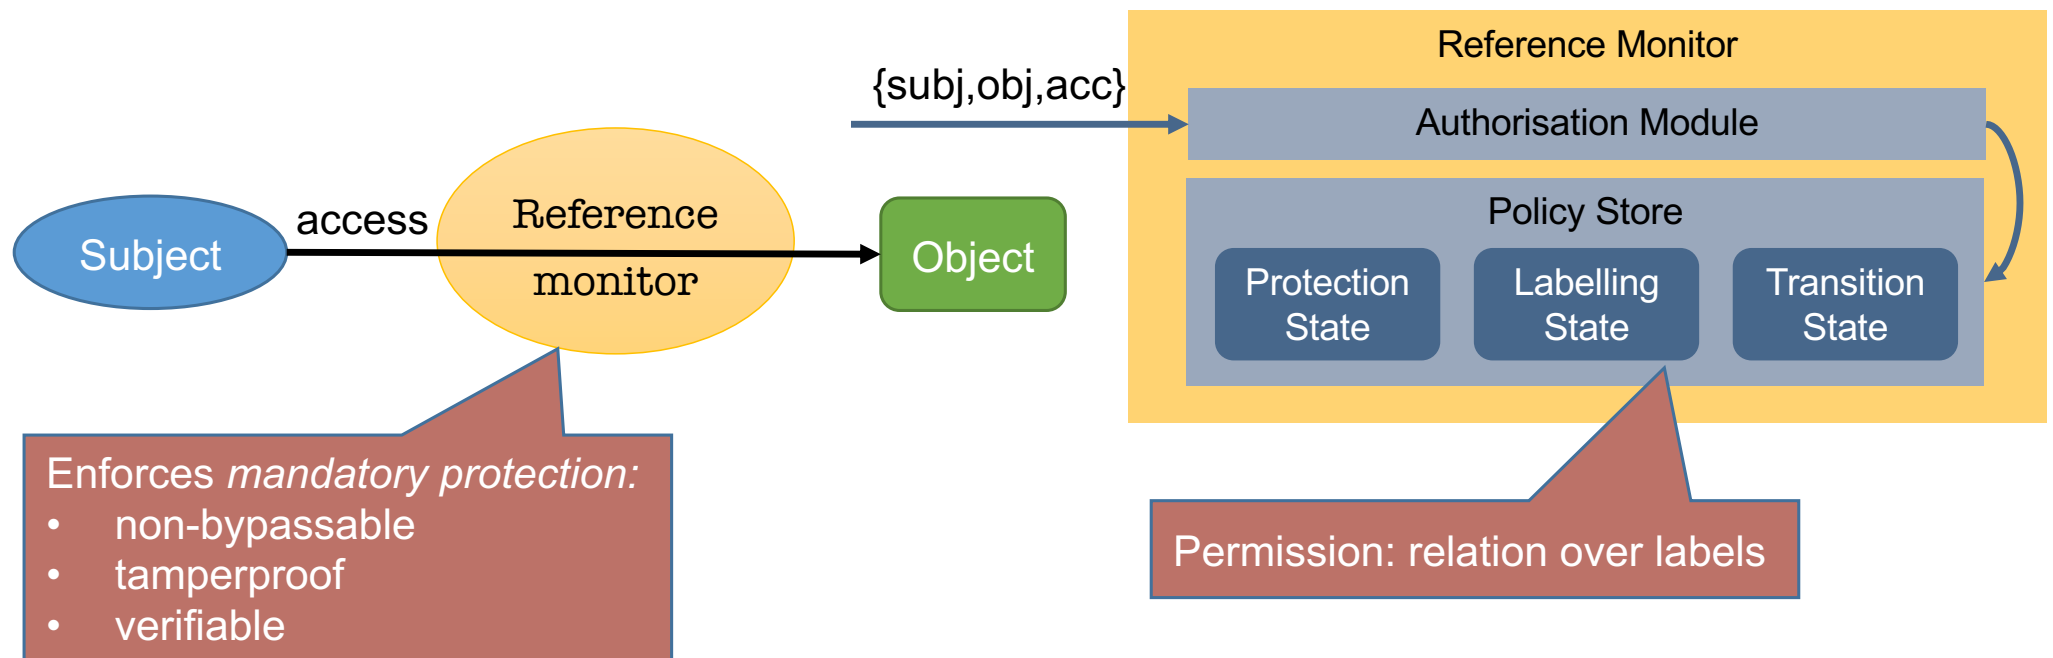 Subject
access
Reference
monitor
Object
Enforces mandatory protection:
• non-bypassable
• tamperproof
• verifiable
{subj,obj,acc}
Reference Monitor
Authorisation Module
Policy Store
Protection
State
Labelling
State
Transition
State
Permission: relation over labels